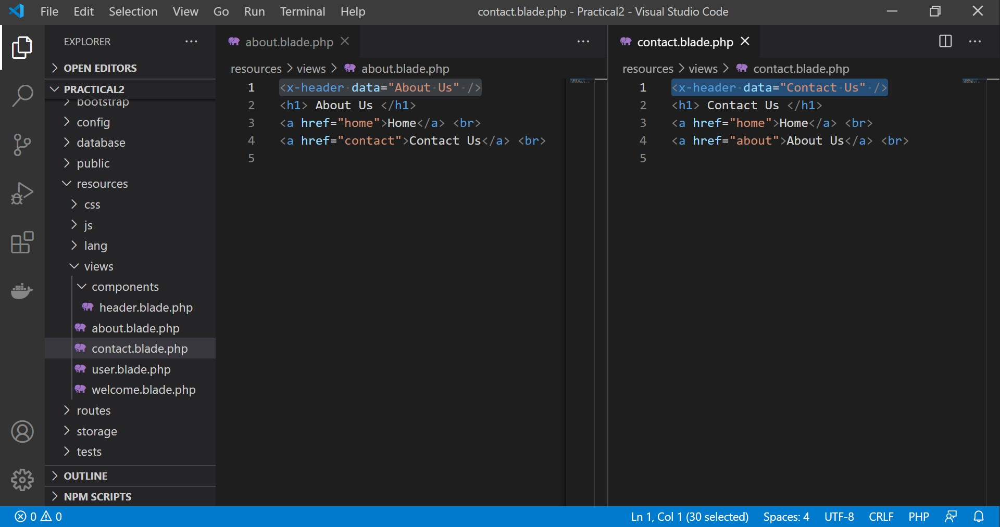 File Edit Selection View Go Run Terminal Help contact.blade.php - Practical2 - Visual Studio Code
EXPLORER
OPEN EDITORS
PRACTICAL2
bootstrap
config
database
public
resources
css
js
lang
views
components
header.blade.php
about.blade.php
contact.blade.php
user.blade.php
welcome.blade.php
routes
storage
tests
OUTLINE
NPM SCRIPTS
about.blade.php
resources > views > about.blade.php
1 <x-header data="About Us" />
2 <h1> About Us </h1>
3 <a href="home">Home</a> <br>
4 <a href="contact">Contact Us</a> <br>
5
contact.blade.php
resources > views > contact.blade.php
1 <x-header data="Contact Us" />
2 <h1> Contact Us </h1>
3 <a href="home">Home</a> <br>
4 <a href="about">About Us</a> <br>
5
0 0 Ln 1, Col 1 (30 selected) Spaces: 4 UTF-8 CRLF PHP